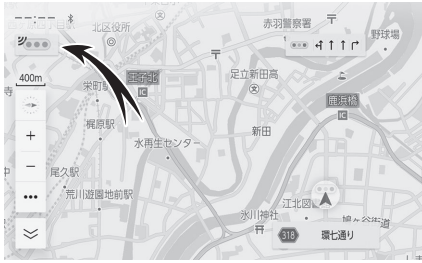 --:--
北区役所
赤羽警察署
野球場
400m
足立新田高
栄町
王子北
IC
鹿浜橋
IC
梶原駅
新田
水再生センター
尾久駅
荒川遊園地前駅
江北図
氷川神社
318
環七通り